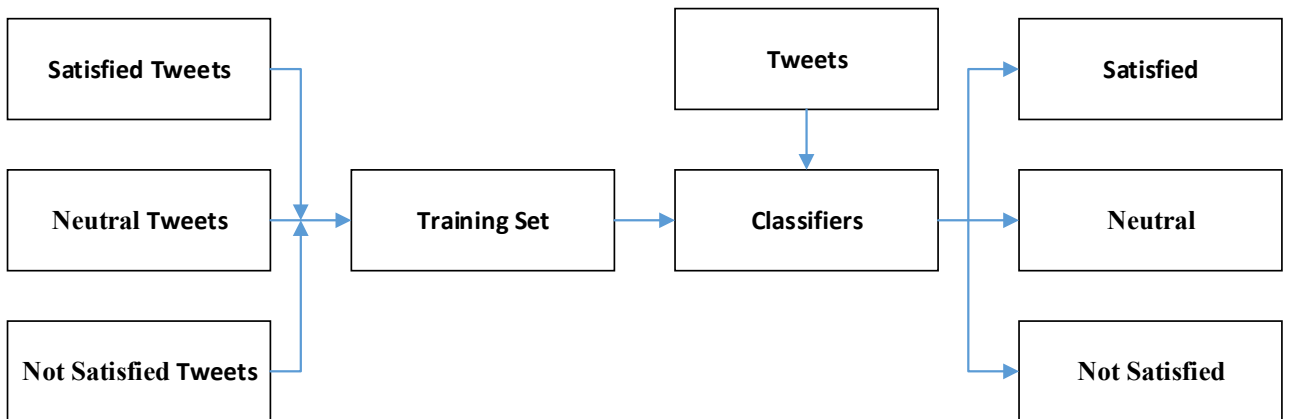 Satisfied Tweets
Tweets
Satisfied
Neutral Tweets
Training Set
Classifiers
Neutral
Not Satisfied Tweets
Not Satisfied